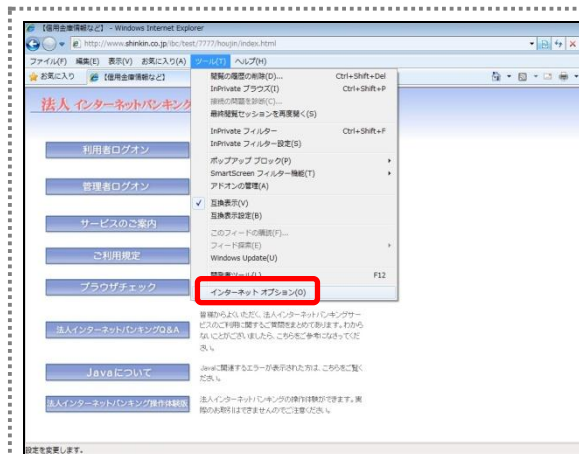 【信用金庫情報など】 - Windows Internet Explorer
http://www.shinkin.co.jp/ibc/test/7777/houjin/index.html
ファイル(F) 編集(E) 表示(V) お気に入り(A) ツール(T) ヘルプ(H)
お気に入り 【信用金庫情報など】
閲覧の履歴の削除(D)... Ctrl+Shift+Del
InPrivate ブラウズ(I) Ctrl+Shift+P
接続の問題を診断(C)...
最終閲覧セッションを再度開く(S)
InPrivate フィルター Ctrl+Shift+F
InPrivate フィルター設定(S)
ポップアップ ブロック(P)
SmartScreen フィルター機能(T)
アドオンの管理(A)
互換表示(V)
互換表示設定(B)
このフィードの購読(F)...
フィード探索(E)
Windows Update(U)
開発者ツール(L) F12
インターネット オプション(O)
法人 インターネットバンキング
利用者ログオン
管理者ログオン
サービスのご案内
ご利用規定
ブラウザチェック
法人インターネットバンキングQ&A
皆様からよくいただく、法人インターネットバンキングサー
ビスのご利用に関するご質問をまとめております。わから
ないことがございましたら、こちらをご参考になさってくだ
さい。
Javaについて
Javaに関連するエラーが表示された方は、こちらをご覧く
ださい。
法人インターネットバンキング操作体験版
法人インターネットバンキングの操作体験ができます。実
際のお取引はできませんのでご注意ください。
設定を変更します。